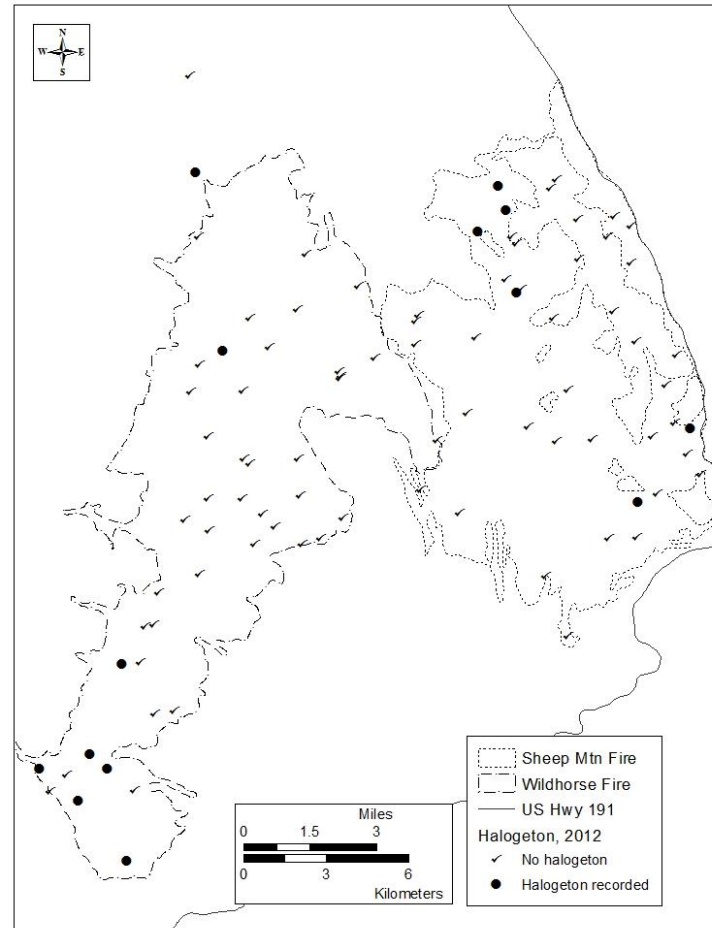 N
W E
S
Sheep Mtn Fire
Wildhorse Fire
US Hwy 191
Halogeton, 2012
No halogeton
Halogeton recorded
Miles
0 1.5 3
0 3 6
Kilometers